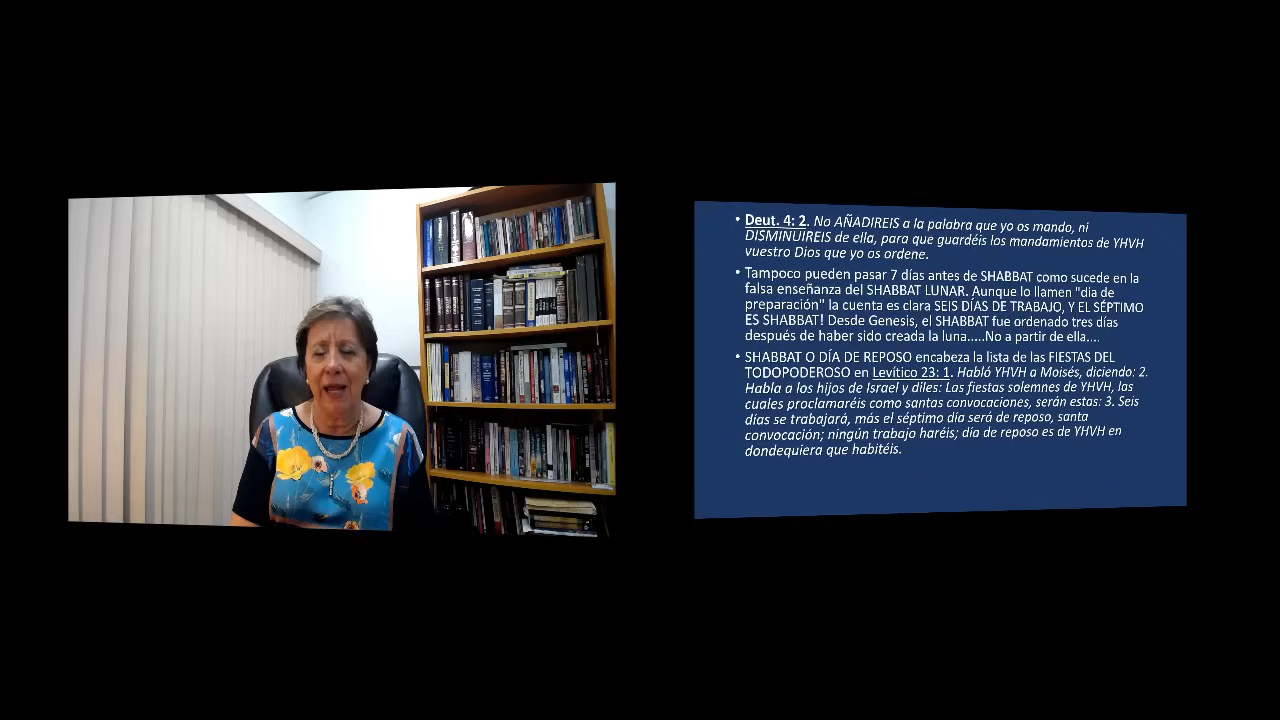 • Deut. 4: 2. No AÑADIREIS a la palabra que yo os mando, ni
DISMINUIREIS de ella, para que guardéis los mandamientos de YHVH
vuestro Dios que yo os ordene.
• Tampoco pueden pasar 7 días antes de SHABBAT como sucede en la
falsa enseñanza del SHABBAT LUNAR. Aunque lo llamen "dia de
preparación" la cuenta es clara SEIS DÍAS DE TRABAJO, Y EL SÉPTIMO
ES SHABBAT! Desde Genesis, el SHABBAT fue ordenado tres días
después de haber sido creada la luna.....No a partir de ella....
• SHABBAT O DÍA DE REPOSO encabeza la lista de las FIESTAS DEL
TODOPODEROSO en Levítico 23: 1. Habló YHVH a Moisés, diciendo: 2.
Habla a los hijos de Israel y diles: Las fiestas solemnes de YHVH, las
cuales proclamaréis como santas convocaciones, serán estas: 3. Seis
días se trabajará, más el séptimo día será de reposo, santa
convocación; ningún trabajo haréis; día de reposo es de YHVH en
dondequiera que habitéis.